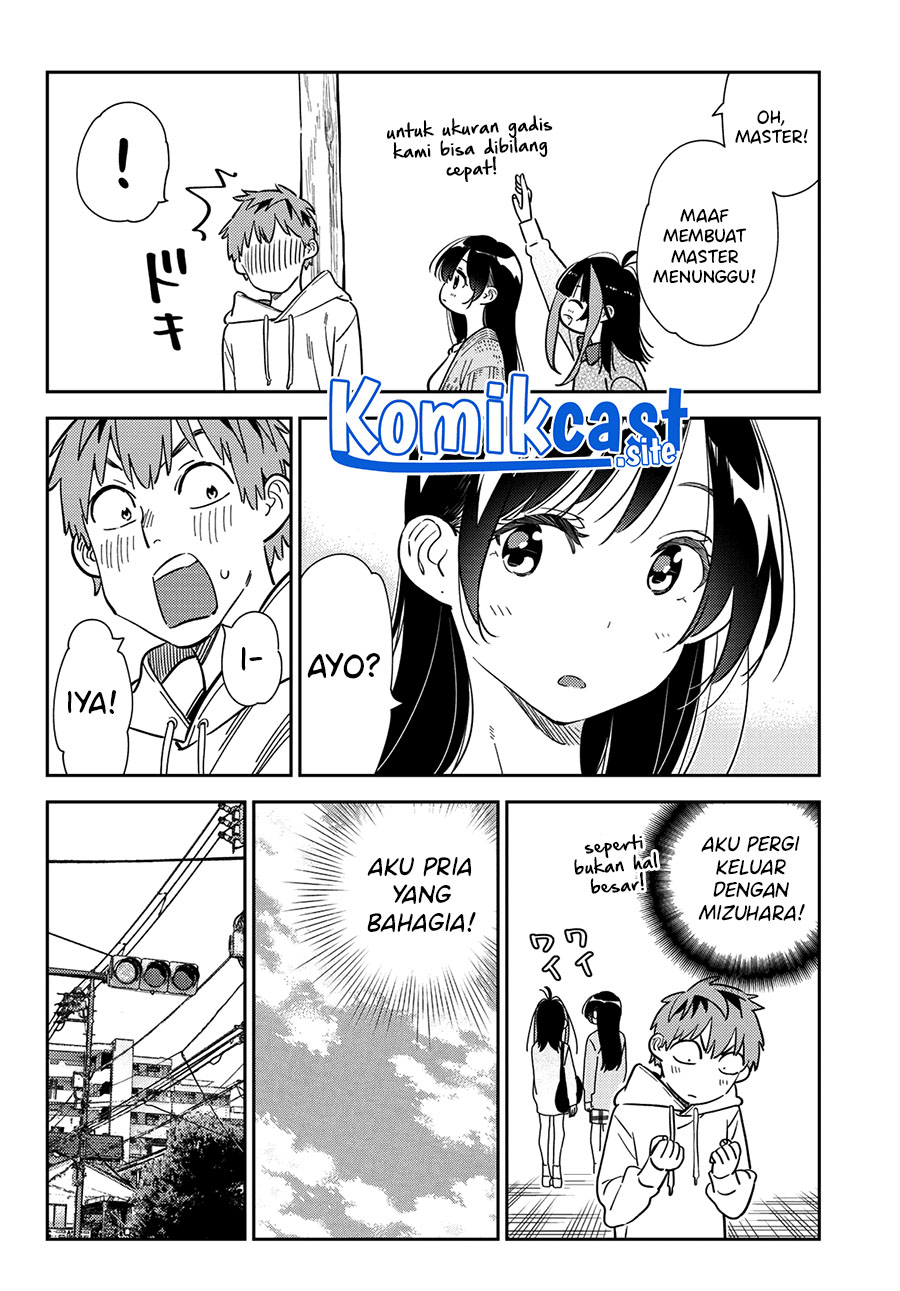 OH,
MASTER!
MAAF
MEMBUAT
MASTER
MENUNGGU!
untuk ukuran gadis
kami bisa dibilang
cepat!
!
ドキ
Komikcast
.site
AYO?
I-
IYA!
AKU PERGI
KELUAR
DENGAN
MIZUHARA!
seperti
bukan hal
besar!
ワイ
ワイ
AKU PRIA
YANG
BAHAGIA!